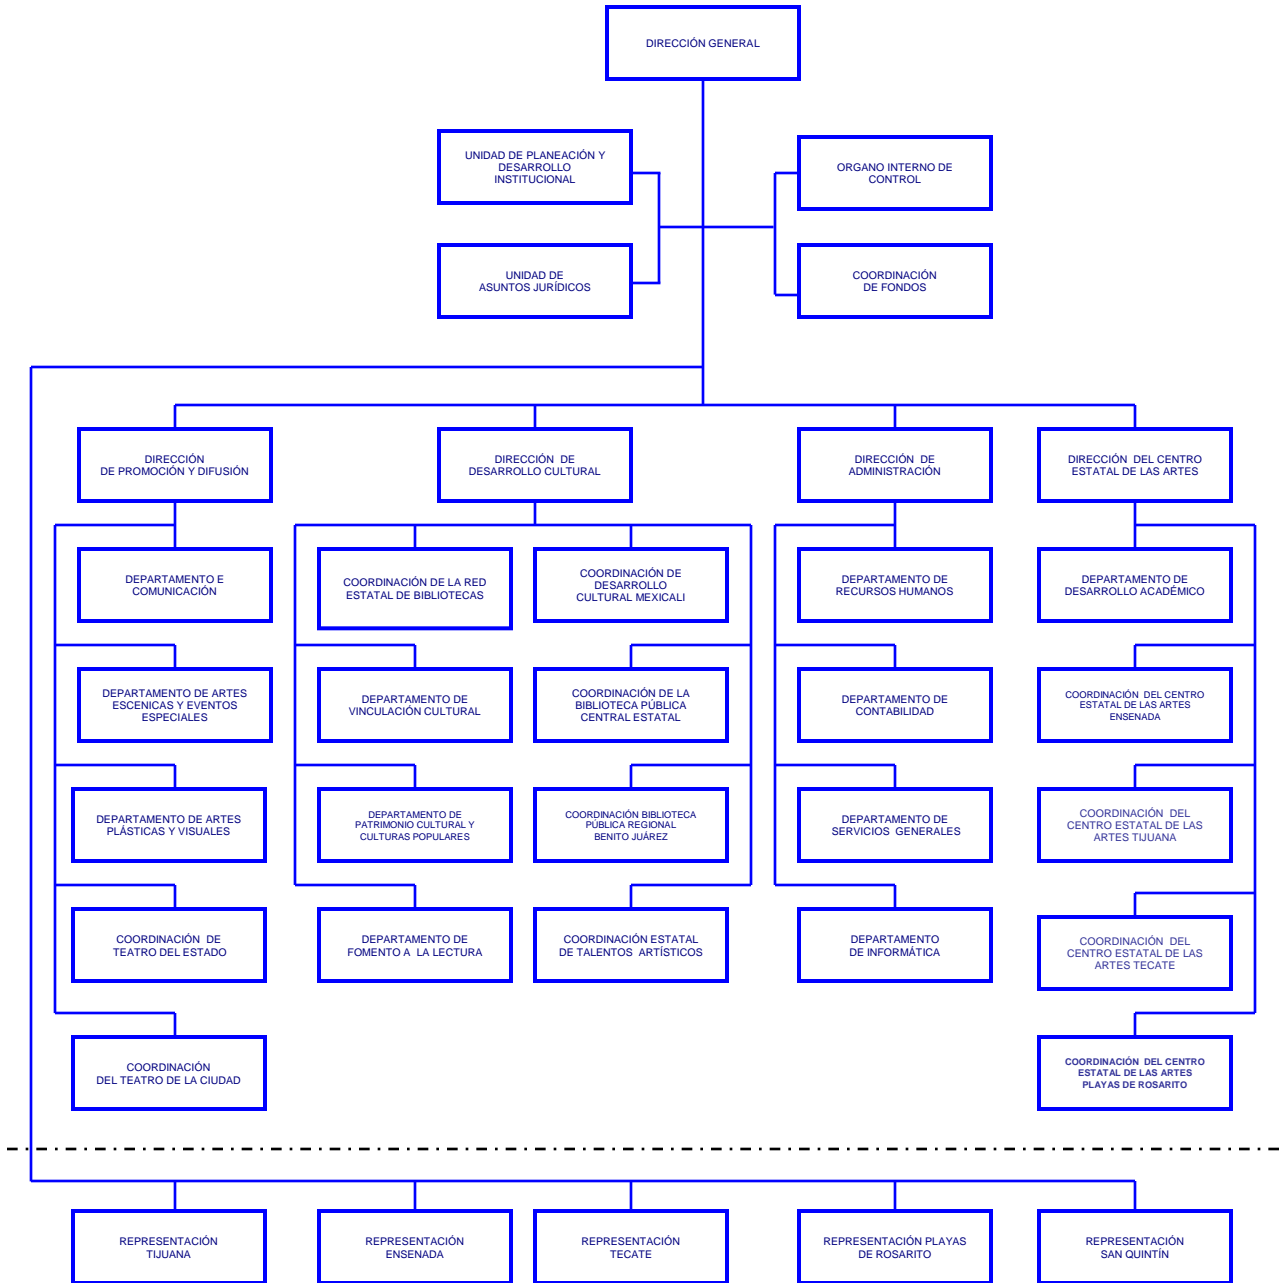 DIRECCIÓN GENERAL
UNIDAD DE PLANEACIÓN Y
DESARROLLO
INSTITUCIONAL
ORGANO INTERNO DE
CONTROL
UNIDAD DE
ASUNTOS JURÍDICOS
COORDINACIÓN
DE FONDOS
DIRECCIÓN
DE PROMOCIÓN Y DIFUSIÓN
DIRECCIÓN DE
DESARROLLO CULTURAL
DIRECCIÓN DE
ADMINISTRACIÓN
DIRECCIÓN DEL CENTRO
ESTATAL DE LAS ARTES
DEPARTAMENTO E
COMUNICACIÓN
COORDINACIÓN DE LA RED
ESTATAL DE BIBLIOTECAS
COORDINACIÓN DE
DESARROLLO
CULTURAL MEXICALI
DEPARTAMENTO DE
RECURSOS HUMANOS
DEPARTAMENTO DE
DESARROLLO ACADÉMICO
DEPARTAMENTO DE ARTES
ESCENICAS Y EVENTOS
ESPECIALES
DEPARTAMENTO DE
VINCULACIÓN CULTURAL
COORDINACIÓN DE LA
BIBLIOTECA PÚBLICA
CENTRAL ESTATAL
DEPARTAMENTO DE
CONTABILIDAD
COORDINACIÓN DEL CENTRO
ESTATAL DE LAS ARTES
ENSENADA
DEPARTAMENTO DE ARTES
PLÁSTICAS Y VISUALES
DEPARTAMENTO DE
PATRIMONIO CULTURAL Y
CULTURAS POPULARES
COORDINACIÓN BIBLIOTECA
PÚBLICA REGIONAL
BENITO JUÁREZ
DEPARTAMENTO DE
SERVICIOS GENERALES
COORDINACIÓN DEL
CENTRO ESTATAL DE LAS
ARTES TIJUANA
COORDINACIÓN DE
TEATRO DEL ESTADO
DEPARTAMENTO DE
FOMENTO A LA LECTURA
COORDINACIÓN ESTATAL
DE TALENTOS ARTÍSTICOS
DEPARTAMENTO
DE INFORMÁTICA
COORDINACIÓN DEL
CENTRO ESTATAL DE LAS
ARTES TECATE
COORDINACIÓN
DEL TEATRO DE LA CIUDAD
COORDINACIÓN DEL CENTRO
ESTATAL DE LAS ARTES
PLAYAS DE ROSARITO
REPRESENTACIÓN
TIJUANA
REPRESENTACIÓN
ENSENADA
REPRESENTACIÓN
TECATE
REPRESENTACIÓN PLAYAS
DE ROSARITO
REPRESENTACIÓN
SAN QUINTÍN